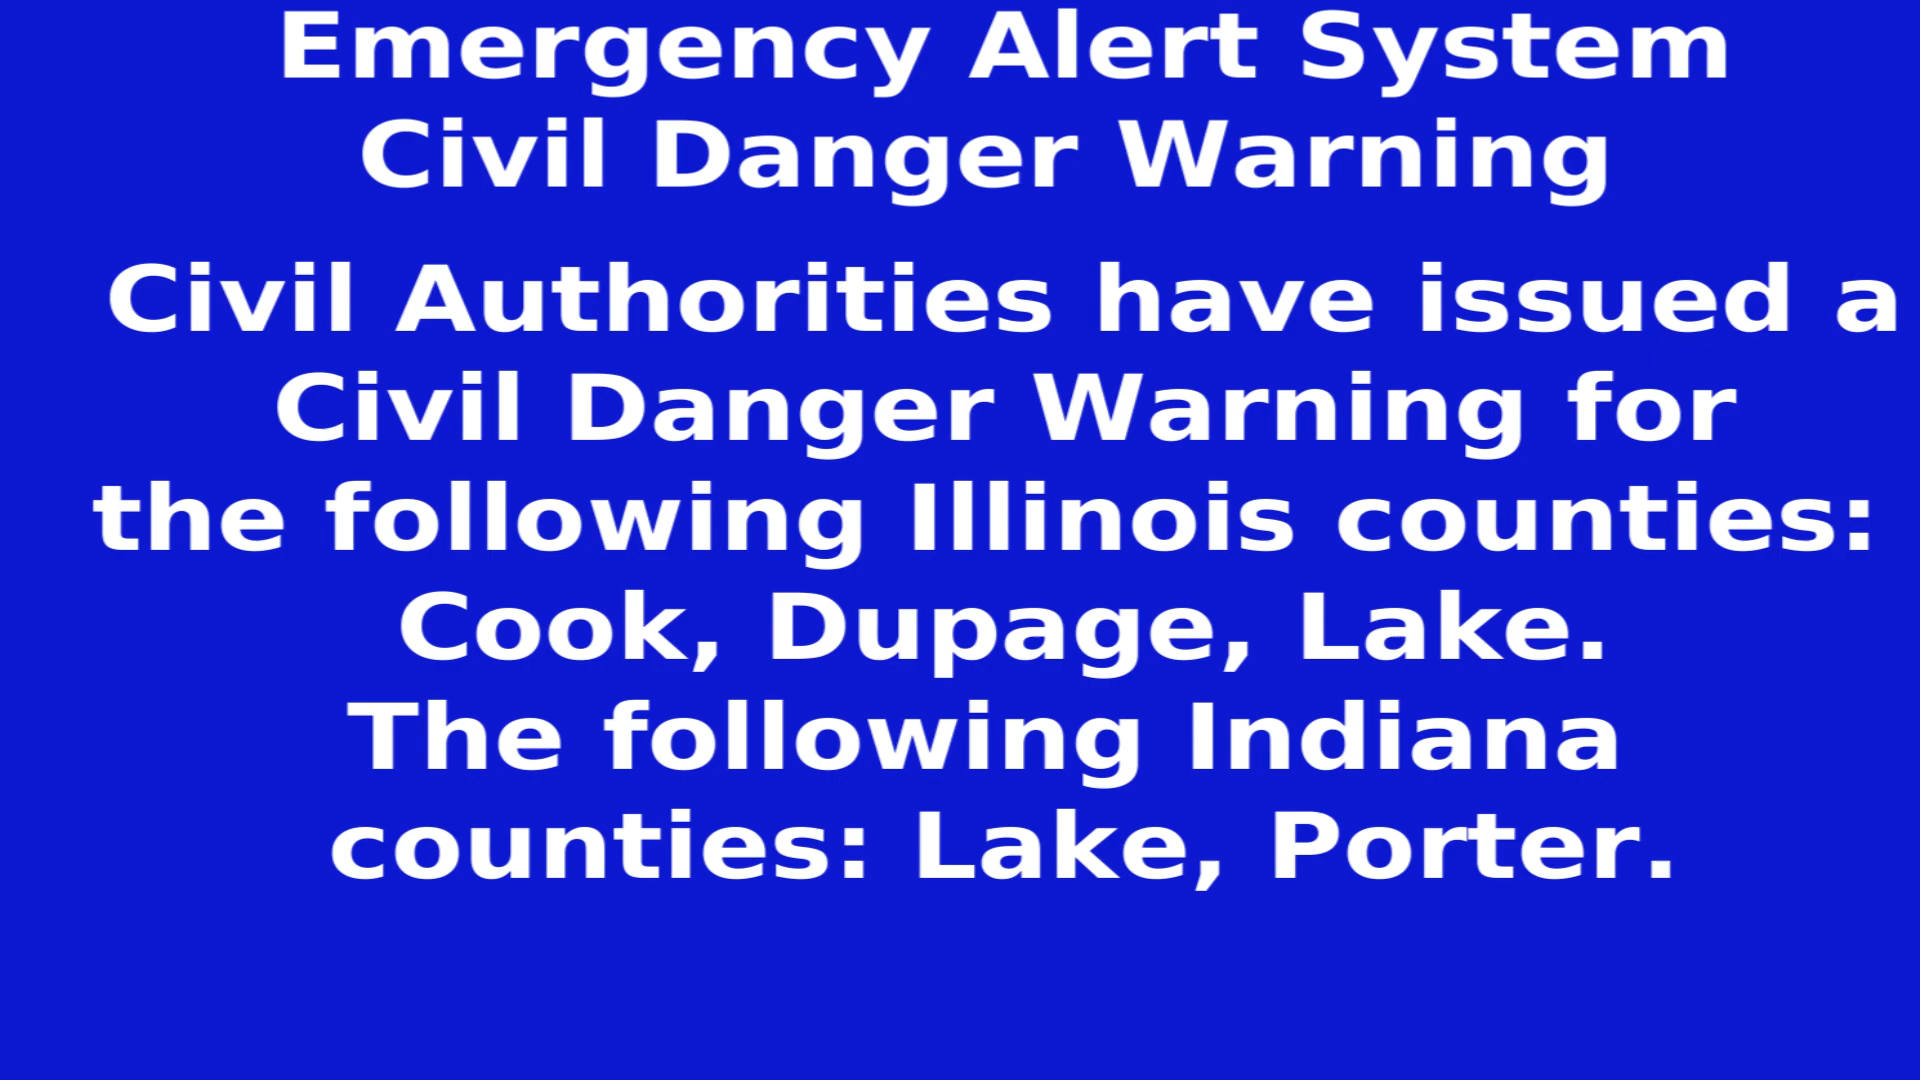 Emergency Alert System
Civil Danger Warning
Civil Authorities have issued a
Civil Danger Warning for
the following Illinois counties:
Cook, Dupage, Lake.
The following Indiana
counties: Lake, Porter.